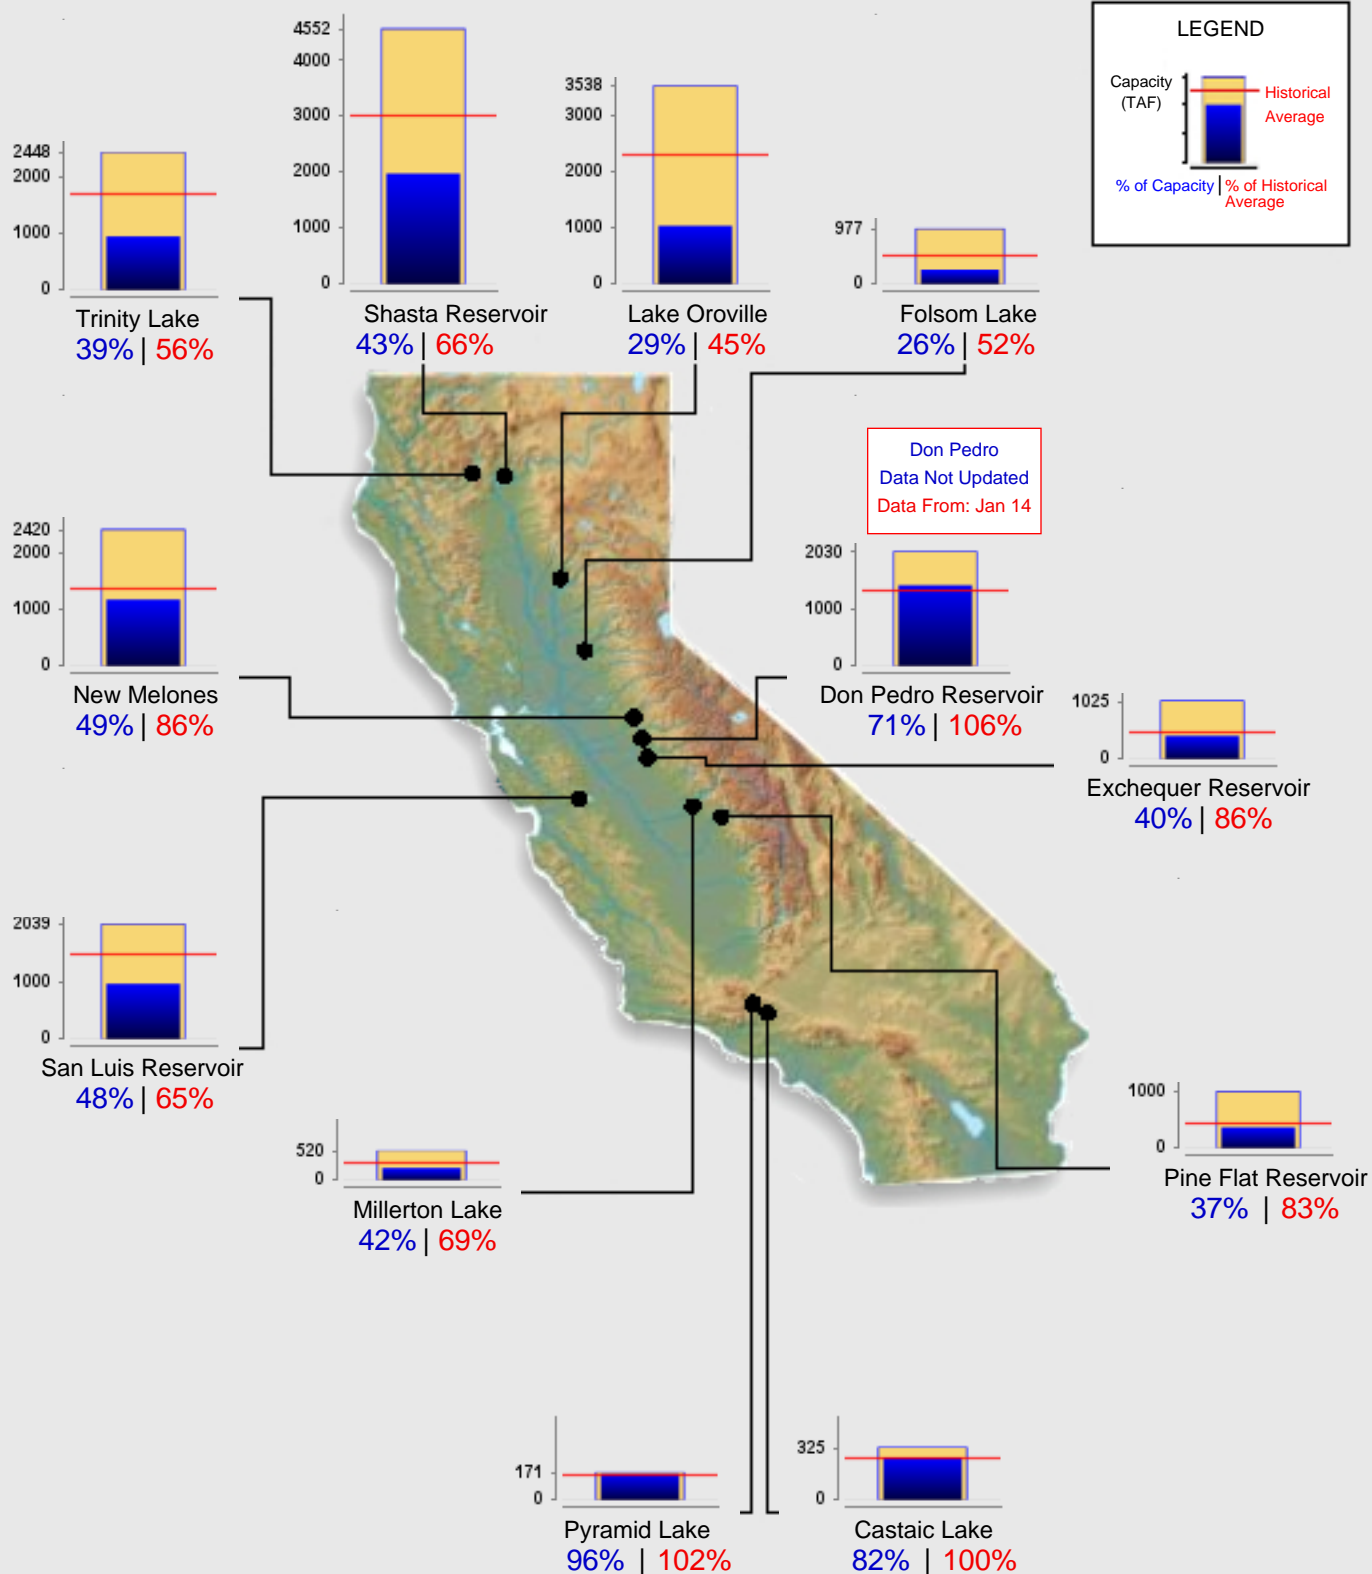 LEGEND
Capacity
(TAF)
Historical
Average
% of Capacity | % of Historical
Average
4552
4000
3000
2000
1000
0
Shasta Reservoir
43% | 66%
3538
3000
2000
1000
0
Lake Oroville
29% | 45%
2448
2000
1000
0
Trinity Lake
39% | 56%
977
0
Folsom Lake
26% | 52%
Don Pedro
Data Not Updated
Data From: Jan 14
2420
2000
1000
0
New Melones
49% | 86%
2030
1000
0
Don Pedro Reservoir
71% | 106%
1025
0
Exchequer Reservoir
40% | 86%
2039
1000
0
San Luis Reservoir
48% | 65%
520
0
Millerton Lake
42% | 69%
1000
0
Pine Flat Reservoir
37% | 83%
171
0
Pyramid Lake
96% | 102%
325
0
Castaic Lake
82% | 100%